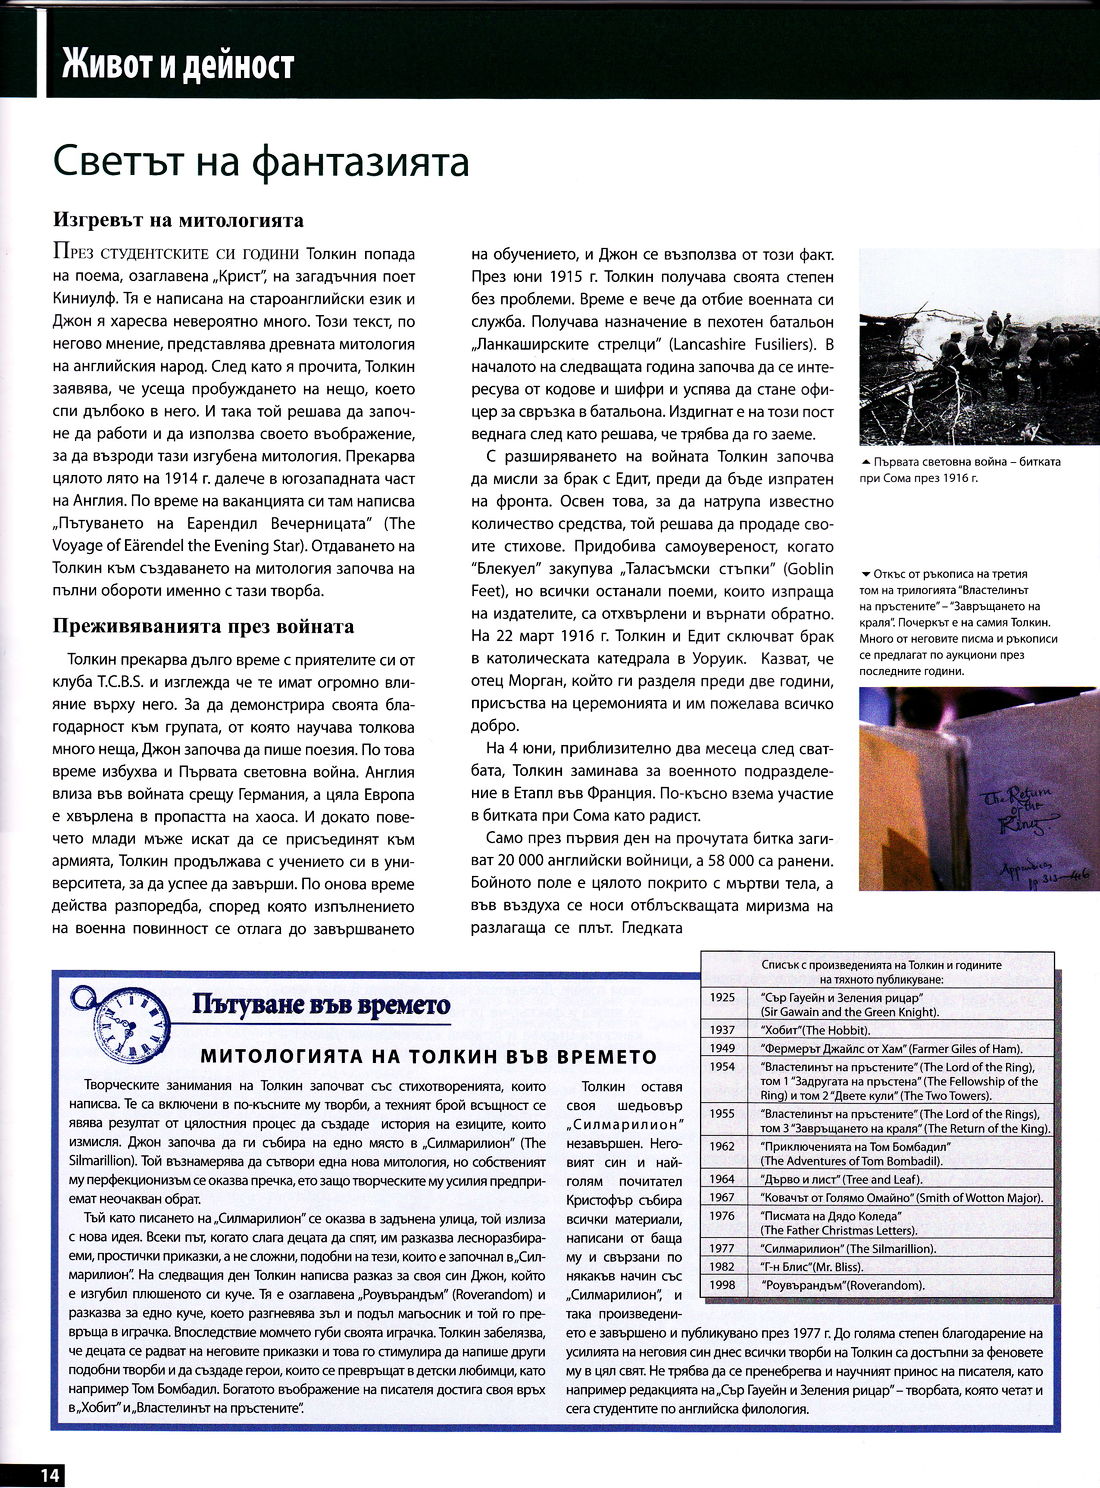 Живот и дейност
Светът на фантазията
Изгревът на митологията
През студентските си години Толкин попада
на поема, озаглавена „Крист”, на загадъчния поет
Киниулф. Тя е написана на староанглийски език и
Джон я харесва невероятно много. Този текст, по
негово мнение, представлява древната митология
на английския народ. След като я прочита, Толкин
заявява, че усеща пробуждането на нещо, което
спи дълбоко в него. И така той решава да започ-
не да работи и да използва своето въображение,
за да възроди тази изгубена митология. Прекарва
цялото лято на 1914 г. далече в югозападната част
на Англия. По време на ваканцията си там написва
„Пътуването на Еарендил Вечерницата” (The
Voyage of Eärendel the Evening Star). Отдаването на
Толкин към създаването на митология започва на
пълни обороти именно с тази творба.
Преживяванията през войната
Толкин прекарва дълго време с приятелите си от
клуба T.C.B.S. и изглежда че те имат огромно вли-
яние върху него. За да демонстрира своята бла-
годарност към групата, от която научава толкова
много неща, Джон започва да пише поезия. По това
време избухва и Първата световна война. Англия
влиза във войната срещу Германия, а цяла Европа
е хвърлена в пропастта на хаоса. И докато пове-
чето млади мъже искат да се присъединят към
армията, Толкин продължава с учението си в уни-
верситета, за да успее да завърши. По онова време
действа разпоредба, според която изпълнението
на военна повинност се отлага до завършването
на обучението, и Джон се възползва от този факт.
През юни 1915 г. Толкин получава своята степен
без проблеми. Време е вече да отбие военната си
служба. Получава назначение в пехотен батальон
„Ланкаширските стрелци” (Lancashire Fusiliers). В
началото на следващата година започва да се инте-
ресува от кодове и шифри и успява да стане офи-
цер за свръзка в батальона. Издигнат е на този пост
веднага след като решава, че трябва да го заеме.
С разширяването на войната Толкин започва
да мисли за брак с Едит, преди да бъде изпратен
на фронта. Освен това, за да натрупа известно
количество средства, той решава да продаде сво-
ите стихове. Придобива самоувереност, когато
“Блекуел” закупува „Таласъмски стъпки” (Goblin
Feet), но всички останали поеми, които изпраща
на издателите, са отхвърлени и върнати обратно.
На 22 март 1916 г. Толкин и Едит сключват брак
в католическата катедрала в Уоруик. Казват, че
отец Морган, който ги разделя преди две години,
присъства на церемонията и им пожелава всичко
добро.
На 4 юни, приблизително два месеца след сват-
бата, Толкин заминава за военното подразделе-
ние в Етапл във Франция. По-късно взема участие
в битката при Сома като радист.
Само през първия ден на прочутата битка заги-
ват 20 000 английски войници, а 58 000 са ранени.
Бойното поле е цялото покрито с мъртви тела, а
във въздуха се носи отблъскващата миризма на
разлагаща се плът. Гледката
Първата световна война – битката
при Сома през 1916 г.
Откъс от ръкописа на третия
том на трилогията “Властелинът
на пръстените” – “Завръщането на
краля”. Почеркът е на самия Толкин.
Много от неговите писма и ръкописи
се предлагат по аукциони през
последните години.
The Return
of the
King
Appendices
pp 313–416
Пътуване във времето
МИТОЛОГИЯТА НА ТОЛКИН ВЪВ ВРЕМЕТО
Творческите занимания на Толкин започват със стихотворенията, които
написва. Те са включени в по-късните му творби, а техният брой всъщност се
явява резултат от цялостния процес да създаде история на езиците, които
измисля. Джон започва да ги събира на едно място в „Силмарилион” (The
Silmarillion). Той възнамерява да сътвори една нова митология, но собственият
му перфекционизъм се оказва пречка, ето защо творческите му усилия предпри-
емат неочакван обрат.
Тъй като писането на „Силмарилион” се оказва в задънена улица, той излиза
с нова идея. Всеки път, когато слага децата да спят, им разказва лесноразбира-
еми, простички приказки, а не сложни, подобни на тези, които е започнал в „Сил-
марилион”. На следващия ден Толкин написва разказ за своя син Джон, който
е изгубил плюшеното си куче. Тя е озаглавена „Роувърандъм” (Roverandom) и
разказва за едно куче, което разгневява зъл и подъл магьосник и той го пре-
връща в играчка. Впоследствие момчето губи своята играчка. Толкин забелязва,
че децата се радват на неговите приказки и това го стимулира да напише други
подобни творби и да създаде герои, които се превръщат в детски любимци, като
например Том Бомбадил. Богатото въображение на писателя достига своя връх
в „Хобит” и „Властелинът на пръстените”.
Толкин оставя
своя шедьовър
„Силмарилион”
незавършен. Него-
вият син и най-
голям почитател
Кристофър събира
всички материали,
написани от баща
му и свързани по
някакъв начин със
„Силмарилион”, и
така произведени-
ето е завършено и публикувано през 1977 г. До голяма степен благодарение на
усилията на неговия син днес всички творби на Толкин са достъпни за феновете
му в цял свят. Не трябва да се пренебрегва и научният принос на писателя, като
например редакцията на „Сър Гауейн и Зеления рицар” – творбата, която четат и
сега студентите по английска филология.
Списък с произведенията на Толкин и годините
на тяхното публикуване:
1925 “Сър Гауейн и Зеления рицар”
(Sir Gawain and the Green Knight).
1937 “Хобит” (The Hobbit).
1949 “Фермерът Джайлс от Хам” (Farmer Giles of Ham).
1954 “Властелинът на пръстените” (The Lord of the Ring),
том 1 “Задругата на пръстена” (The Fellowship of the
Ring) и том 2 “Двете кули” (The Two Towers).
1955 “Властелинът на пръстените” (The Lord of the Rings),
том 3 “Завръщането на краля” (The Return of the King).
1962 “Приключенията на Том Бомбадил”
(The Adventures of Tom Bombadil).
1964 “Дърво и лист” (Tree and Leaf).
1967 “Ковачът от Голямо Омайно” (Smith of Wotton Major).
1976 “Писмата на Дядо Коледа”
(The Father Christmas Letters).
1977 “Силмарилион” (The Silmarillion).
1982 “Г-н Блис” (Mr. Bliss).
1998 “Роувърандъм” (Roverandom).
14